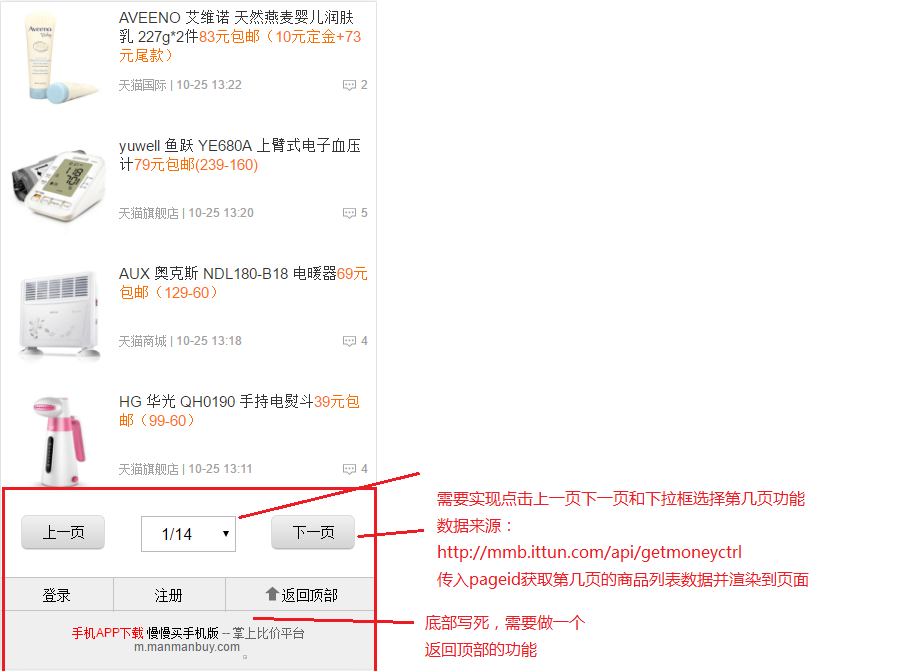 AVEENO 艾维诺 天然燕麦婴儿润肤
乳 227g*2件83元包邮（10元定金+73
元尾款）
天猫国际 | 10-25 13:22 2
yuwell 鱼跃 YE680A 上臂式电子血压
计79元包邮(239-160)
天猫旗舰店 | 10-25 13:20 5
AUX 奥克斯 NDL180-B18 电暖器69元
包邮（129-60）
天猫商城 | 10-25 13:18 4
HG 华光 QH0190 手持电熨斗39元包
邮（99-60）
天猫旗舰店 | 10-25 13:11 4
上一页 1/14 下一页
需要实现点击上一页下一页和下拉框选择第几页功能
数据来源：
http://mmb.ittun.com/api/getmoneyctrl
传入pageid获取第几页的商品列表数据并渲染到页面
登录 注册 返回顶部
手机APP下载 慢慢买手机版 -- 掌上比价平台
m.manmanbuy.com
底部写死，需要做一个
返回顶部的功能